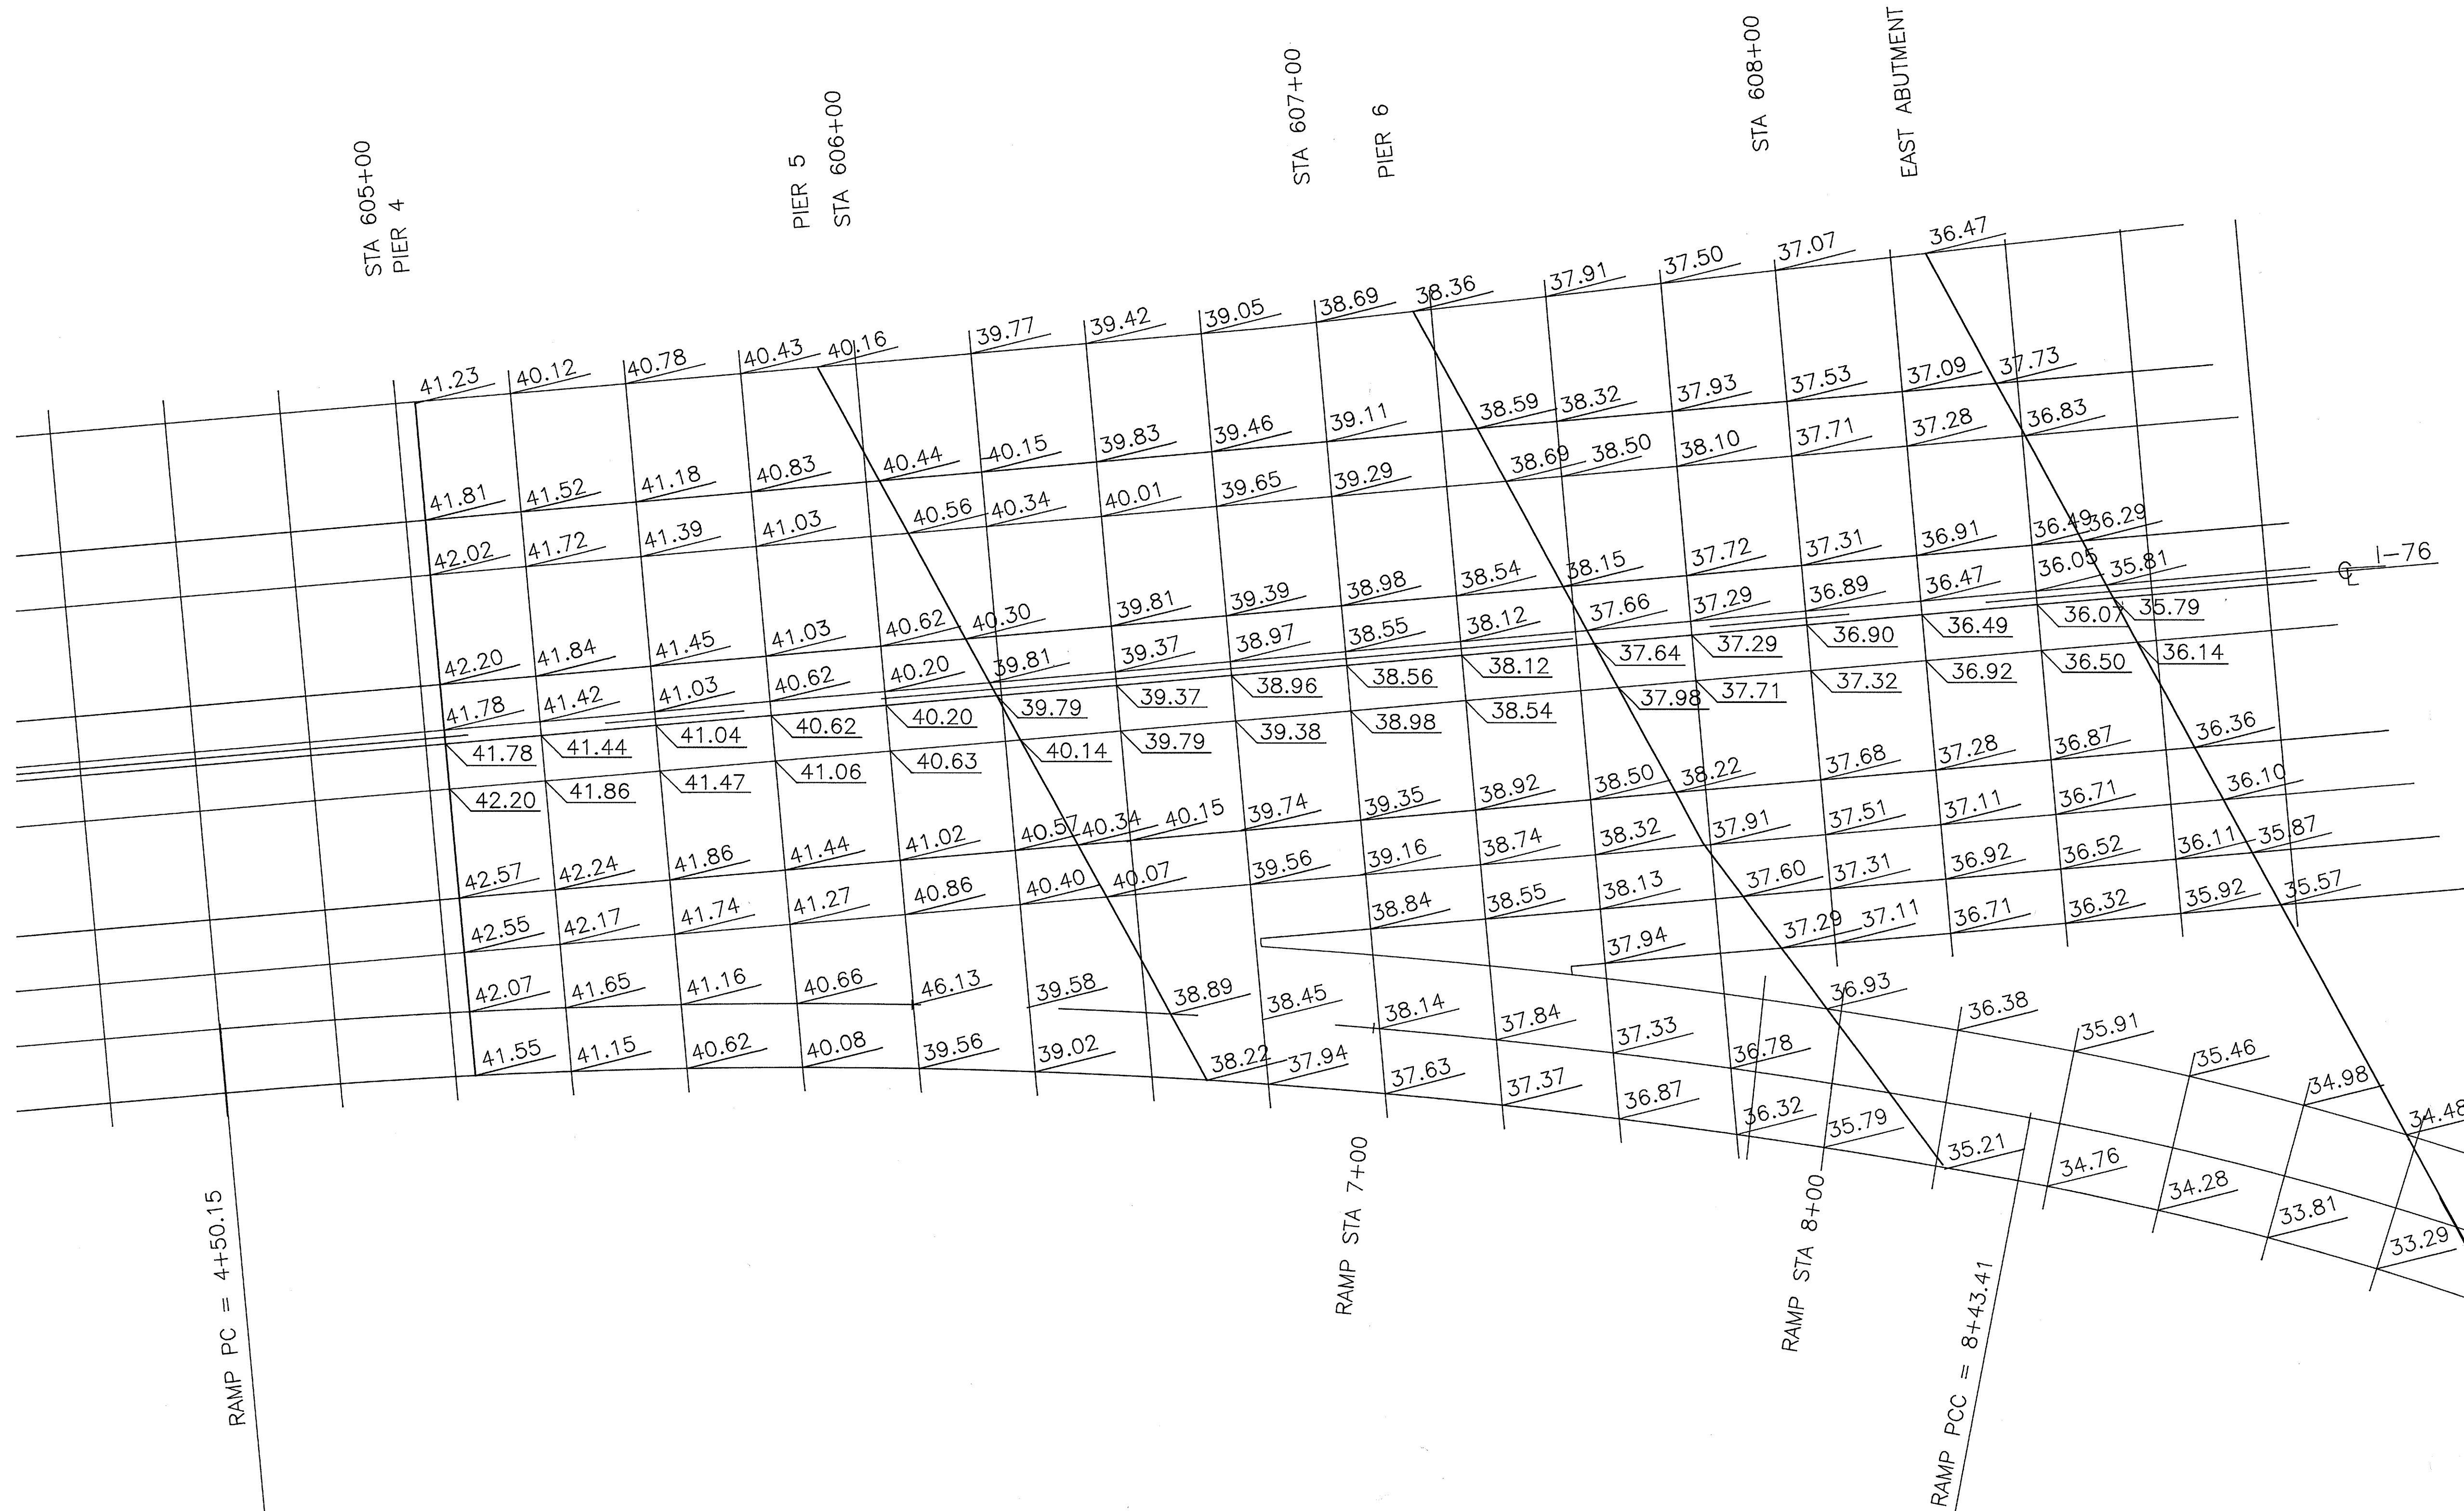 STA 605+00
PIER 4
PIER 5
STA 606+00
STA 607+00
PIER 6
STA 608+00
EAST ABUTMENT
41.23 40.12 40.78 40.43 40.16 39.77 39.42 39.05 38.69 38.36 37.91 37.50 37.07 36.47
41.81 41.52 41.18 40.83 40.44 40.15 39.83 39.46 39.11 38.59 38.32 37.93 37.53 37.09 37.73
42.02 41.72 41.39 41.03 40.56 40.34 40.01 39.65 39.29 38.69 38.50 38.10 37.71 37.28 36.83
42.20 41.84 41.45 41.03 40.62 40.30 39.81 39.39 38.98 38.54 38.15 37.72 37.31 36.91 36.49 36.29
41.78 41.42 41.03 40.62 40.20 39.81 39.37 38.97 38.55 38.12 37.66 37.29 36.89 36.47 36.05 35.81
℄ I-76
41.78 41.44 41.04 40.62 40.20 39.79 39.37 38.96 38.56 38.12 37.64 37.29 36.90 36.49 36.07 35.79
42.20 41.86 41.47 41.06 40.63 40.14 39.79 39.38 38.98 38.54 37.98 37.71 37.32 36.92 36.50 36.14
42.57 42.24 41.86 41.44 41.02 40.57 40.34 40.15 39.74 39.35 38.92 38.50 38.22 37.68 37.28 36.87 36.36
42.55 42.17 41.74 41.27 40.86 40.40 40.07 39.56 39.16 38.74 38.32 37.91 37.51 37.11 36.71 36.10
38.84 38.55 38.13 37.60 37.31 36.92 36.52 36.11 35.87
37.94 37.29 37.11 36.71 36.32 35.92 35.57
42.07 41.65 41.16 40.66 46.13 39.58 38.89 38.45 38.14 37.84 37.33 36.78
36.93 36.38 35.91 35.46 34.98 34.48
41.55 41.15 40.62 40.08 39.56 39.02 38.22 37.94 37.63 37.37 36.87 36.32 35.79 35.21 34.76 34.28 33.81 33.29
RAMP PC = 4+50.15
RAMP STA 7+00
RAMP STA 8+00
RAMP PCC = 8+43.41